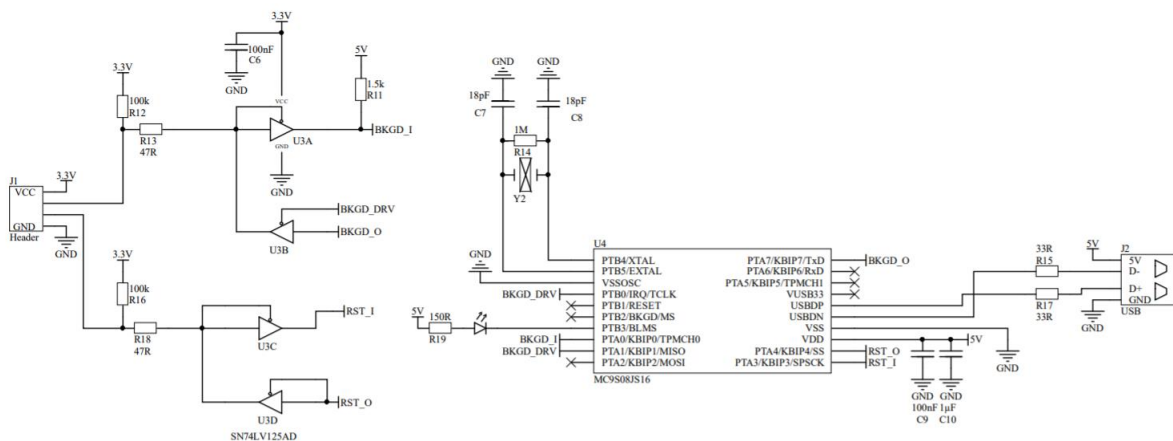 3.3V
100nF
C6
GND
VCC
5V
1.5k
R11
3.3V
100k
R12
R13
47R
U3A
BKGD_I
GND
GND
J1
VCC
3.3V
GND
Header
GND
BKGD_DRV
BKGD_O
U3B
3.3V
100k
R16
R18
47R
RST_I
U3C
RST_O
U3D
SN74LV125AD
GND
GND
18pF
C7
18pF
C8
1M
R14
Y2
GND
U4
PTB4/XTAL
PTB5/EXTAL
VSSOSC
BKGD_DRV
PTB0/IRQ/TCLK
PTB1/RESET
PTB2/BKGD/MS
5V
150R
R19
PTB3/BLMS
BKGD_I
PTA0/KBIP0/TPMCH0
BKGD_DRV
PTA1/KBIP1/MISO
PTA2/KBIP2/MOSI
MC9S08JS16
PTA7/KBIP7/TxD
BKGD_O
PTA6/KBIP6/RxD
PTA5/KBIP5/TPMCH1
VUSB33
USBDP
USBDN
VSS
VDD
5V
PTA4/KBIP4/SS
RST_O
PTA3/KBIP3/SPSCK
RST_I
GND
GND
GND
100nF
C9
1µF
C10
33R
R15
R17
33R
5V
GND
J2
5V
D-
D+
GND
USB